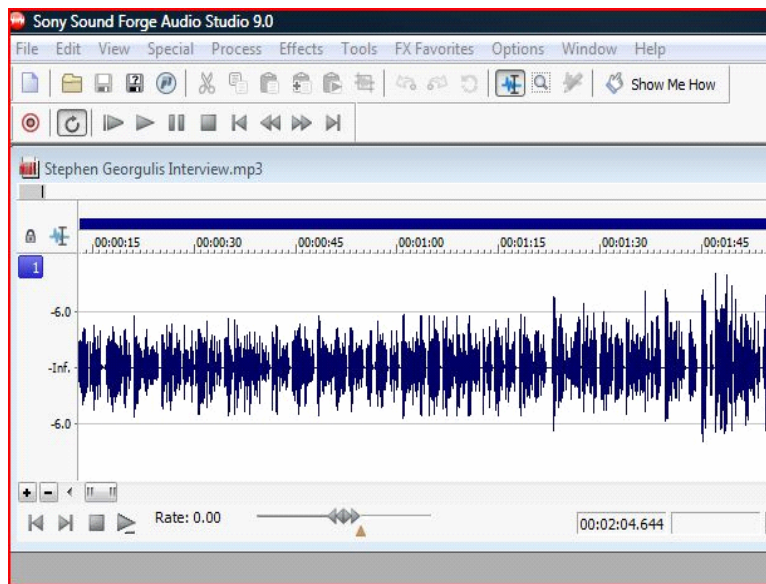 Sony Sound Forge Audio Studio 9.0
File Edit View Special Process Effects Tools FX Favorites Options Window Help
Show Me How
Stephen Georgulis Interview.mp3
00:00:15 00:00:30 00:00:45 00:01:00 00:01:15 00:01:30 00:01:45
1
-6.0
-Inf.
-6.0
Rate: 0.00 00:02:04.644